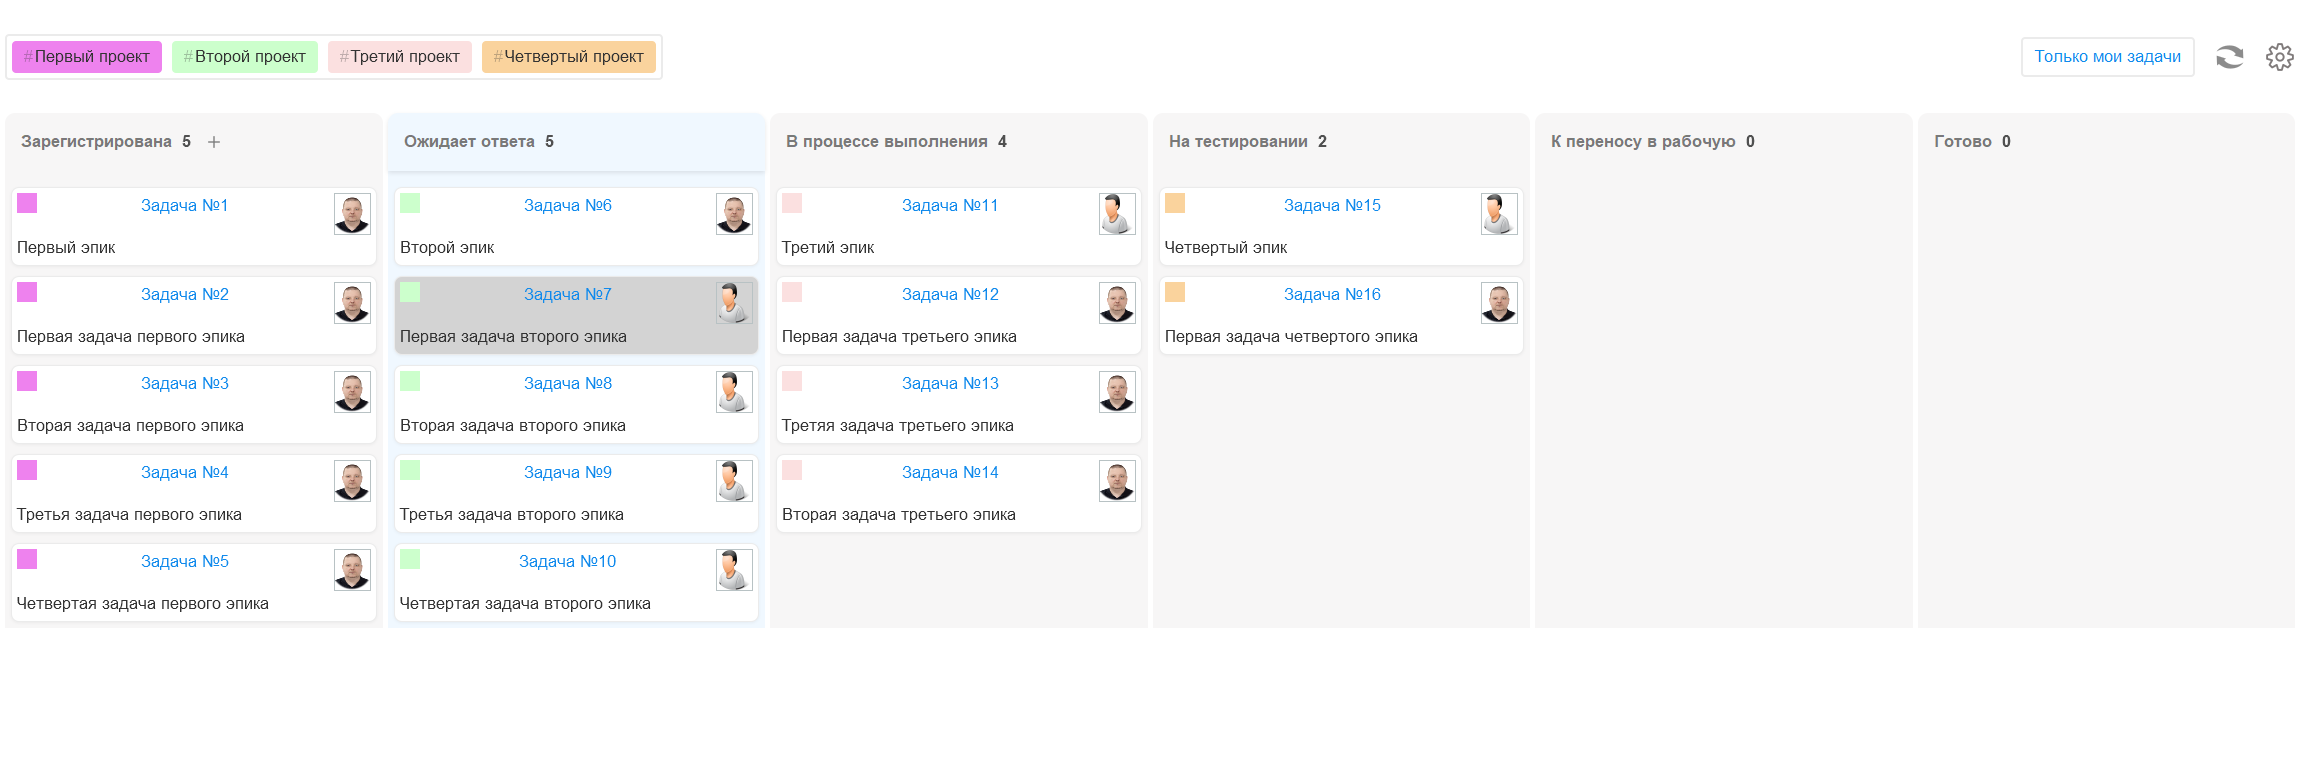 #Первый проект #Второй проект #Третий проект #Четвертый проект
Только мои задачи
Зарегистрирована 5 +
Задача №1
Первый эпик
Задача №2
Первая задача первого эпика
Задача №3
Вторая задача первого эпика
Задача №4
Третья задача первого эпика
Задача №5
Четвертая задача первого эпика
Ожидает ответа 5
Задача №6
Второй эпик
Задача №7
Первая задача второго эпика
Задача №8
Вторая задача второго эпика
Задача №9
Третья задача второго эпика
Задача №10
Четвертая задача второго эпика
В процессе выполнения 4
Задача №11
Третий эпик
Задача №12
Первая задача третьего эпика
Задача №13
Третяя задача третьего эпика
Задача №14
Вторая задача третьего эпика
На тестировании 2
Задача №15
Четвертый эпик
Задача №16
Первая задача четвертого эпика
К переносу в рабочую 0
Готово 0